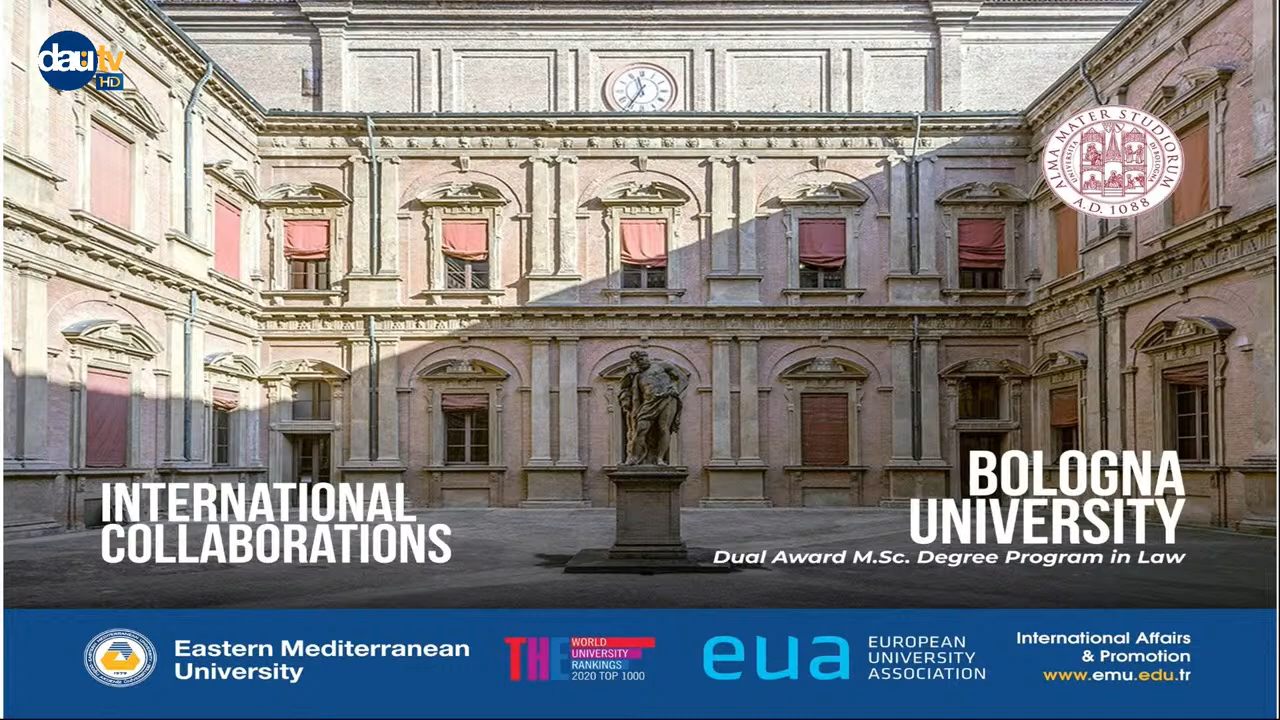 daü tv
HD
ALMA MATER STUDIORUM
A.D. 1088
INTERNATIONAL
COLLABORATIONS
BOLOGNA
UNIVERSITY
Dual Award M.Sc. Degree Program in Law
Eastern Mediterranean
University
THE
WORLD
UNIVERSITY
RANKINGS
2020 TOP 1000
eua
EUROPEAN
UNIVERSITY
ASSOCIATION
International Affairs
& Promotion
www.emu.edu.tr